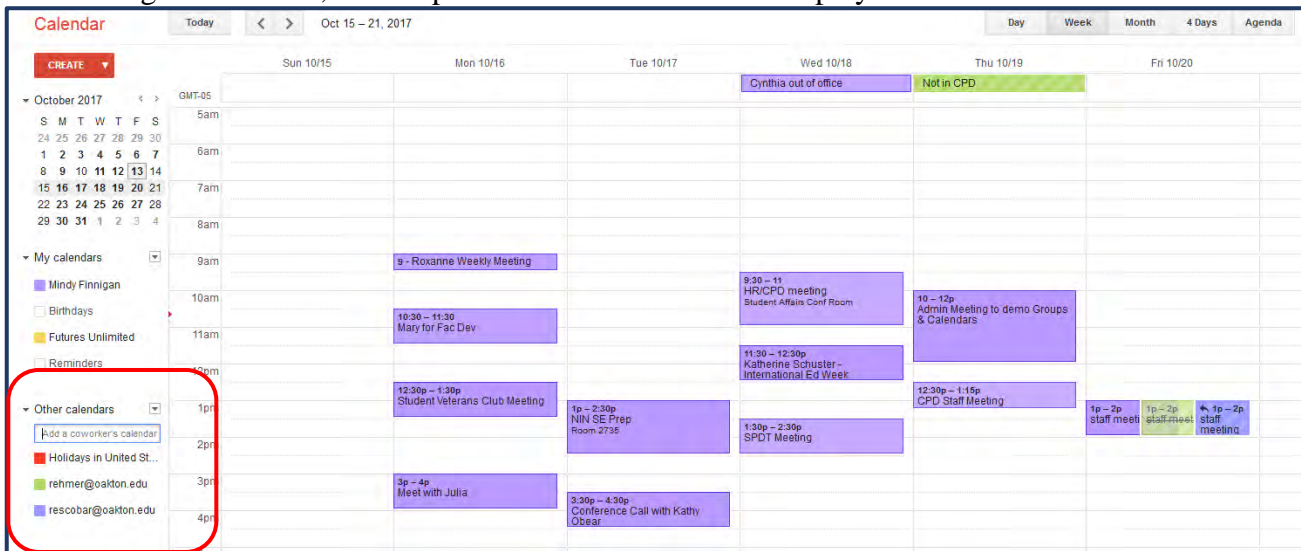 Calendar
Today
< >
Oct 15 – 21, 2017
Day Week Month 4 Days Agenda
CREATE
Sun 10/15 Mon 10/16 Tue 10/17 Wed 10/18 Thu 10/19 Fri 10/20
Cynthia out of office
Not in CPD
October 2017 < >
GMT-05
S M T W T F S
24 25 26 27 28 29 30
1 2 3 4 5 6 7
8 9 10 11 12 13 14
15 16 17 18 19 20 21
22 23 24 25 26 27 28
29 30 31 1 2 3 4
My calendars
Mindy Finnigan
Birthdays
Futures Unlimited
Reminders
Other calendars
Add a coworker's calendar
Holidays in United St...
rehmer@oakton.edu
rescobar@oakton.edu
5am
6am
7am
8am
9am
10am
11am
12pm
1pm
2pm
3pm
4pm
9 - Roxanne Weekly Meeting
10:30 – 11:30
Mary for Fac Dev
12:30p – 1:30p
Student Veterans Club Meeting
3p – 4p
Meet with Julia
1p – 2:30p
NIN SE Prep
Room 2735
3:30p – 4:30p
Conference Call with Kathy
Obear
9:30 – 11
HR/CPD meeting
Student Affairs Conf Room
11:30 – 12:30p
Katherine Schuster -
International Ed Week
1:30p – 2:30p
SPDT Meeting
10 – 12p
Admin Meeting to demo Groups
& Calendars
12:30p – 1:15p
CPD Staff Meeting
1p – 2p
staff meeti
1p – 2p
staff meet
1p – 2p
staff
meeting